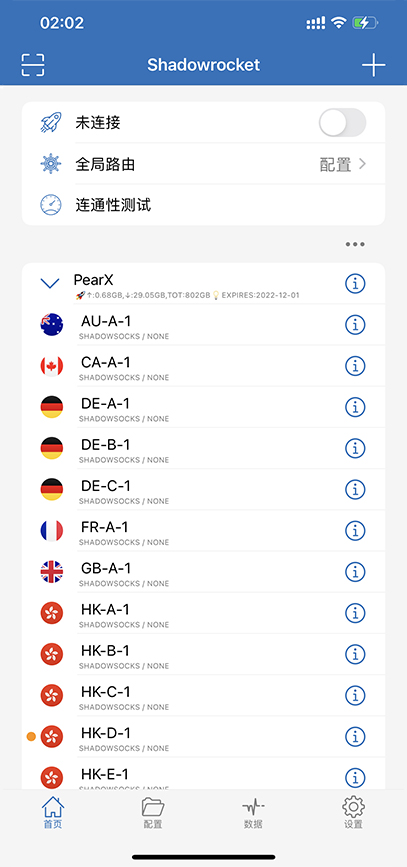 02:02
Shadowrocket
未连接
全局路由 配置
连通性测试
PearX
🚀↑:0.68GB,↓:29.05GB,TOT:802GB💡EXPIRES:2022-12-01
AU-A-1
SHADOWSOCKS / NONE
CA-A-1
SHADOWSOCKS / NONE
DE-A-1
SHADOWSOCKS / NONE
DE-B-1
SHADOWSOCKS / NONE
DE-C-1
SHADOWSOCKS / NONE
FR-A-1
SHADOWSOCKS / NONE
GB-A-1
SHADOWSOCKS / NONE
HK-A-1
SHADOWSOCKS / NONE
HK-B-1
SHADOWSOCKS / NONE
HK-C-1
SHADOWSOCKS / NONE
HK-D-1
SHADOWSOCKS / NONE
HK-E-1
首页 配置 数据 设置